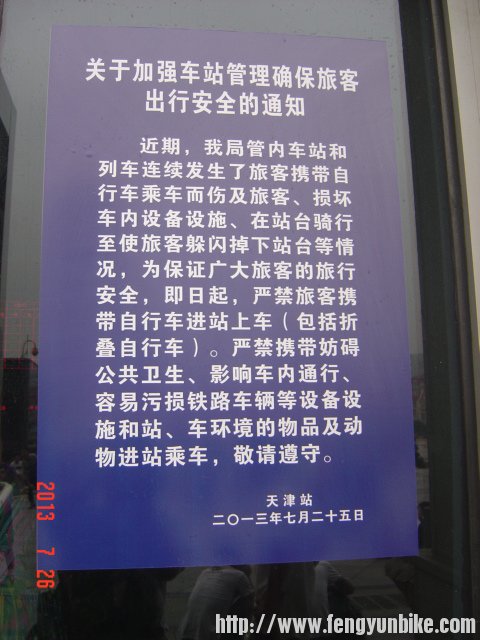 关于加强车站管理确保旅客
出行安全的通知
近期，我局管内车站和
列车连续发生了旅客携带自
行车乘车而伤及旅客、损坏
车内设备设施、在站台骑行
至使旅客躲闪掉下站台等情
况，为保证广大旅客的旅行
安全，即日起，严禁旅客携
带自行车进站上车（包括折
叠自行车）。严禁携带妨碍
公共卫生、影响车内通行、
容易污损铁路车辆等设备设
施和站、车环境的物品及动
物进站乘车，敬请遵守。
天津站
二〇一三年七月二十五日
2013 7 26
http://www.fengyunbike.com